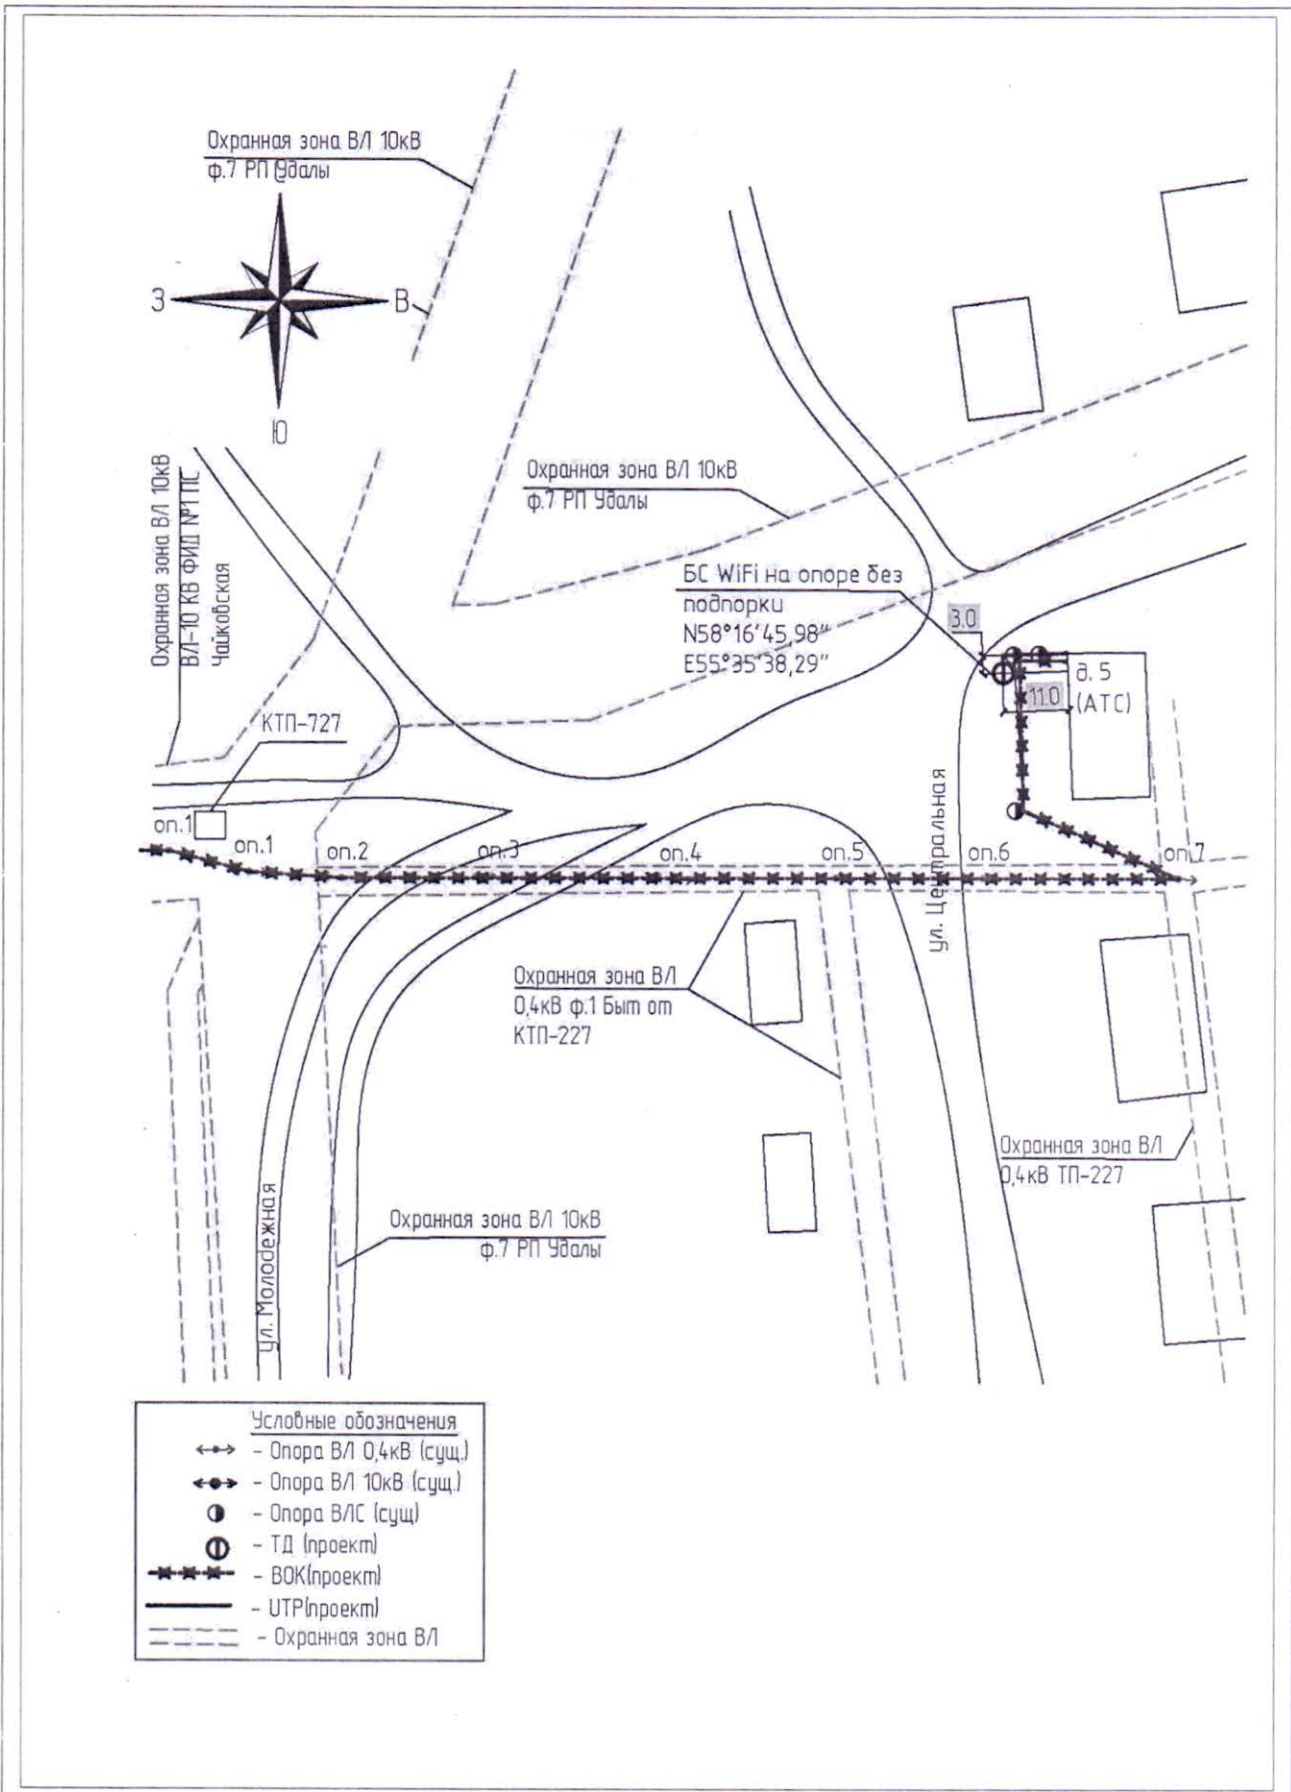 Охранная зона ВЛ 10кВ
ф.7 РП Удалы
З
В
Ю
Охранная зона ВЛ 10кВ
ВЛ-10 КВ ФИД №1 ПС
Чайковская
Охранная зона ВЛ 10кВ
ф.7 РП Удалы
БС WiFi на опоре без
подпорки
N58°16'45,98"
E55°35'38,29"
3.0
11.0
д. 5
(АТС)
КТП-727
оп.1
оп.1
оп.2
оп.3
оп.4
оп.5
оп.6
оп.7
ул. Центральная
Охранная зона ВЛ
0,4кВ ф.1 Быт от
КТП-227
Охранная зона ВЛ
0,4кВ ТП-227
Охранная зона ВЛ 10кВ
ф.7 РП Удалы
ул. Молодежная
Условные обозначения
- Опора ВЛ 0,4кВ (сущ.)
- Опора ВЛ 10кВ (сущ.)
- Опора ВЛС (сущ)
- ТД (проект)
- ВОК(проект)
- UTP(проект)
- Охранная зона ВЛ